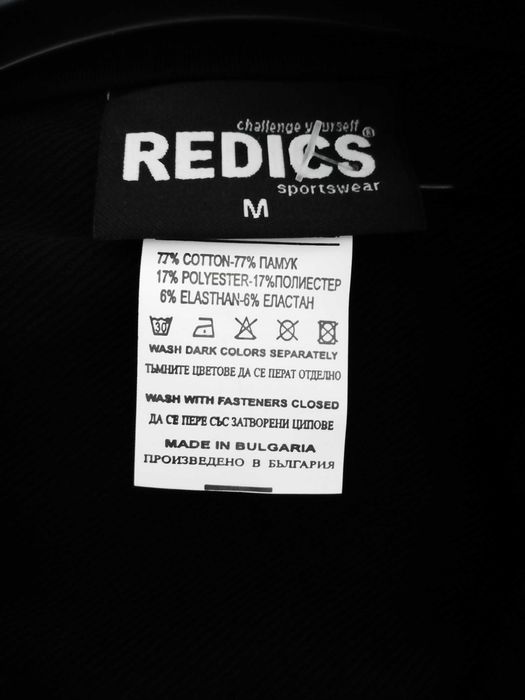 challenge yourself
REDICS®
sportswear
M
77% COTTON-77% ПАМУК
17% POLYESTER-17%ПОЛИЕСТЕР
6% ELASTHAN-6% ЕЛАСТАН
30
WASH DARK COLORS SEPARATELY
ТЪМНИТЕ ЦВЕТОВЕ ДА СЕ ПЕРАТ ОТДЕЛНО
WASH WITH FASTENERS CLOSED
ДА СЕ ПЕРЕ СЪС ЗАТВОРЕНИ ЦИПОВЕ
MADE IN BULGARIA
ПРОИЗВЕДЕНО В БЪЛГАРИЯ